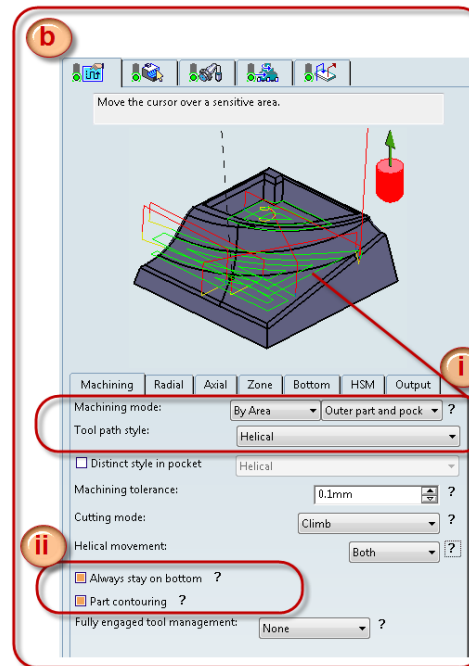 b
Move the cursor over a sensitive area.
i
Machining Radial Axial Zone Bottom HSM Output
Machining mode: By Area Outer part and pock ?
Tool path style: Helical
Distinct style in pocket Helical
Machining tolerance: 0.1mm ?
Cutting mode: Climb ?
Helical movement: Both ?
ii
Always stay on bottom ?
Part contouring ?
Fully engaged tool management: None ?